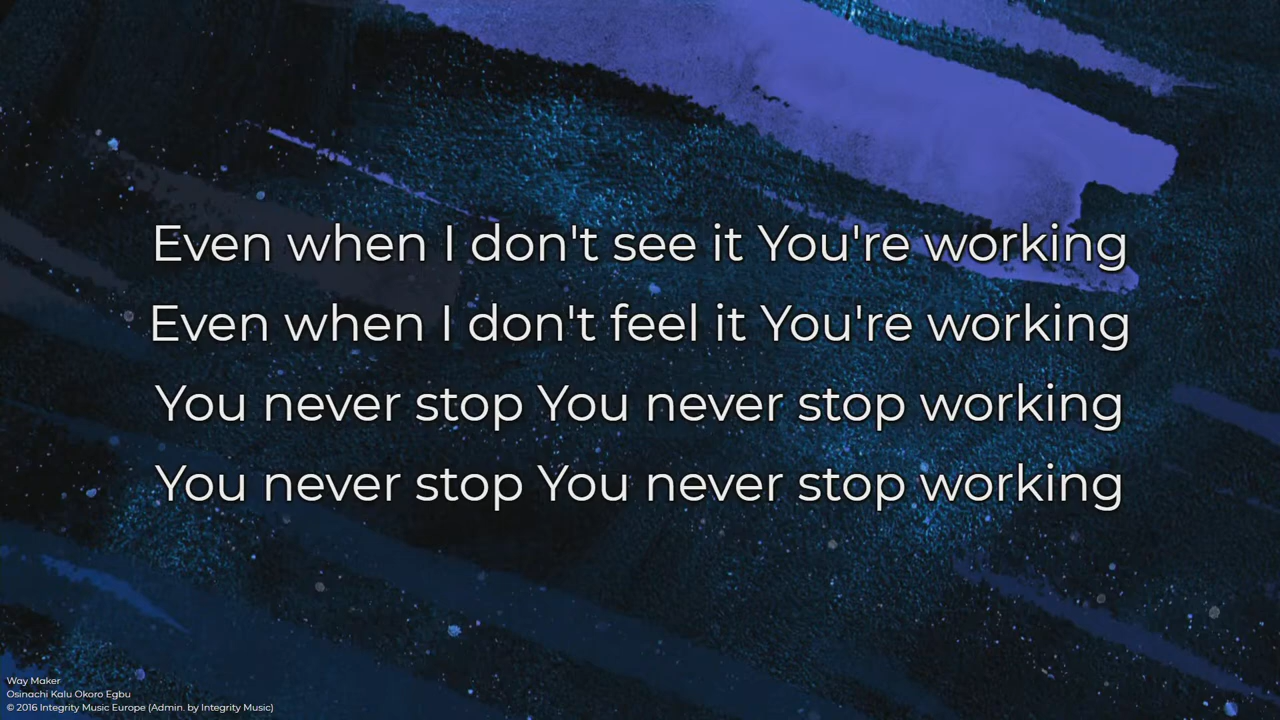 Even when I don't see it You're working
Even when I don't feel it You're working
You never stop You never stop working
You never stop You never stop working
Way Maker
Osinachi Kalu Okoro Egbu
© 2016 Integrity Music Europe (Admin. by Integrity Music)